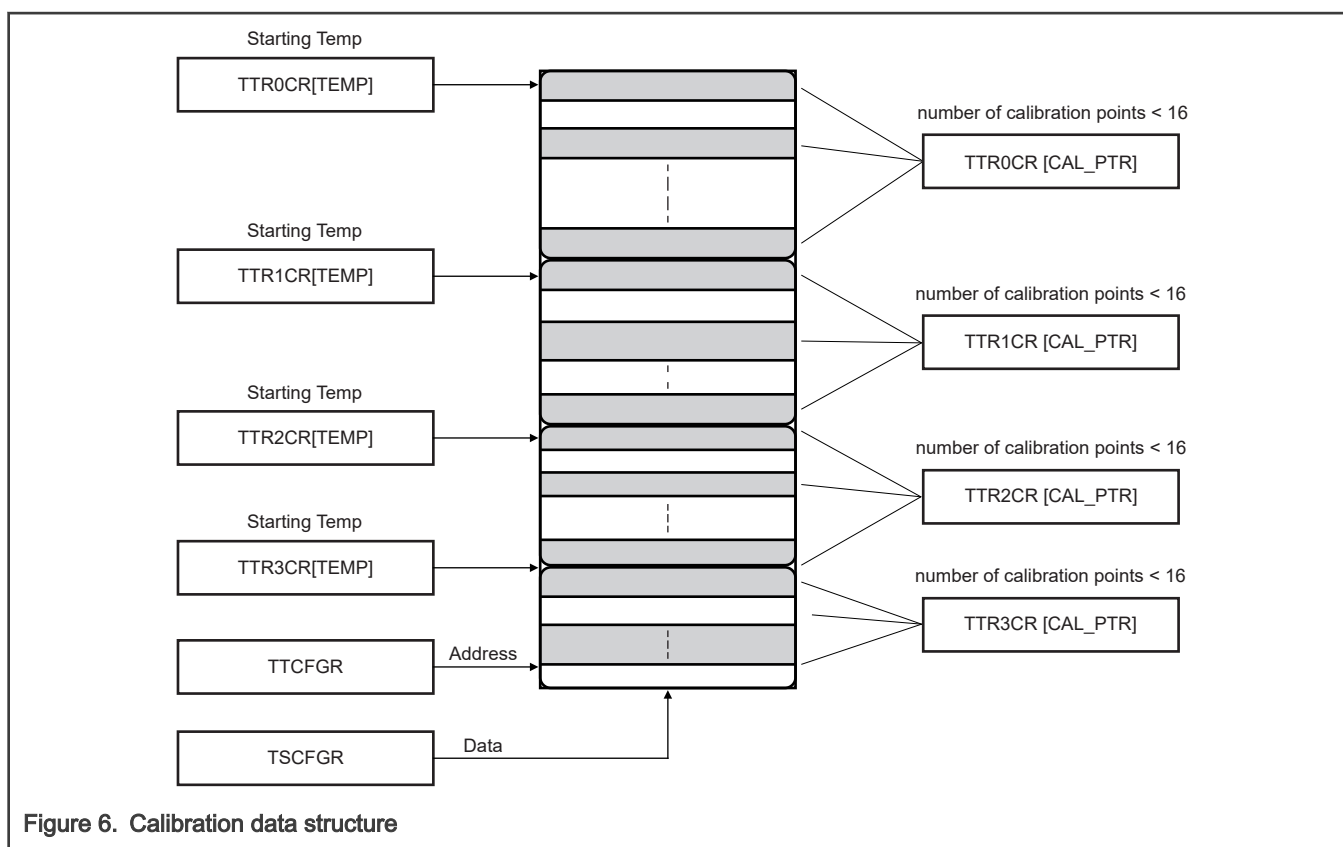 Starting Temp
TTR0CR[TEMP]
number of calibration points < 16
TTR0CR [CAL_PTR]
Starting Temp
TTR1CR[TEMP]
number of calibration points < 16
TTR1CR [CAL_PTR]
Starting Temp
TTR2CR[TEMP]
number of calibration points < 16
TTR2CR [CAL_PTR]
Starting Temp
TTR3CR[TEMP]
number of calibration points < 16
TTR3CR [CAL_PTR]
TTCFGR
Address
TSCFGR
Data
Figure 6. Calibration data structure